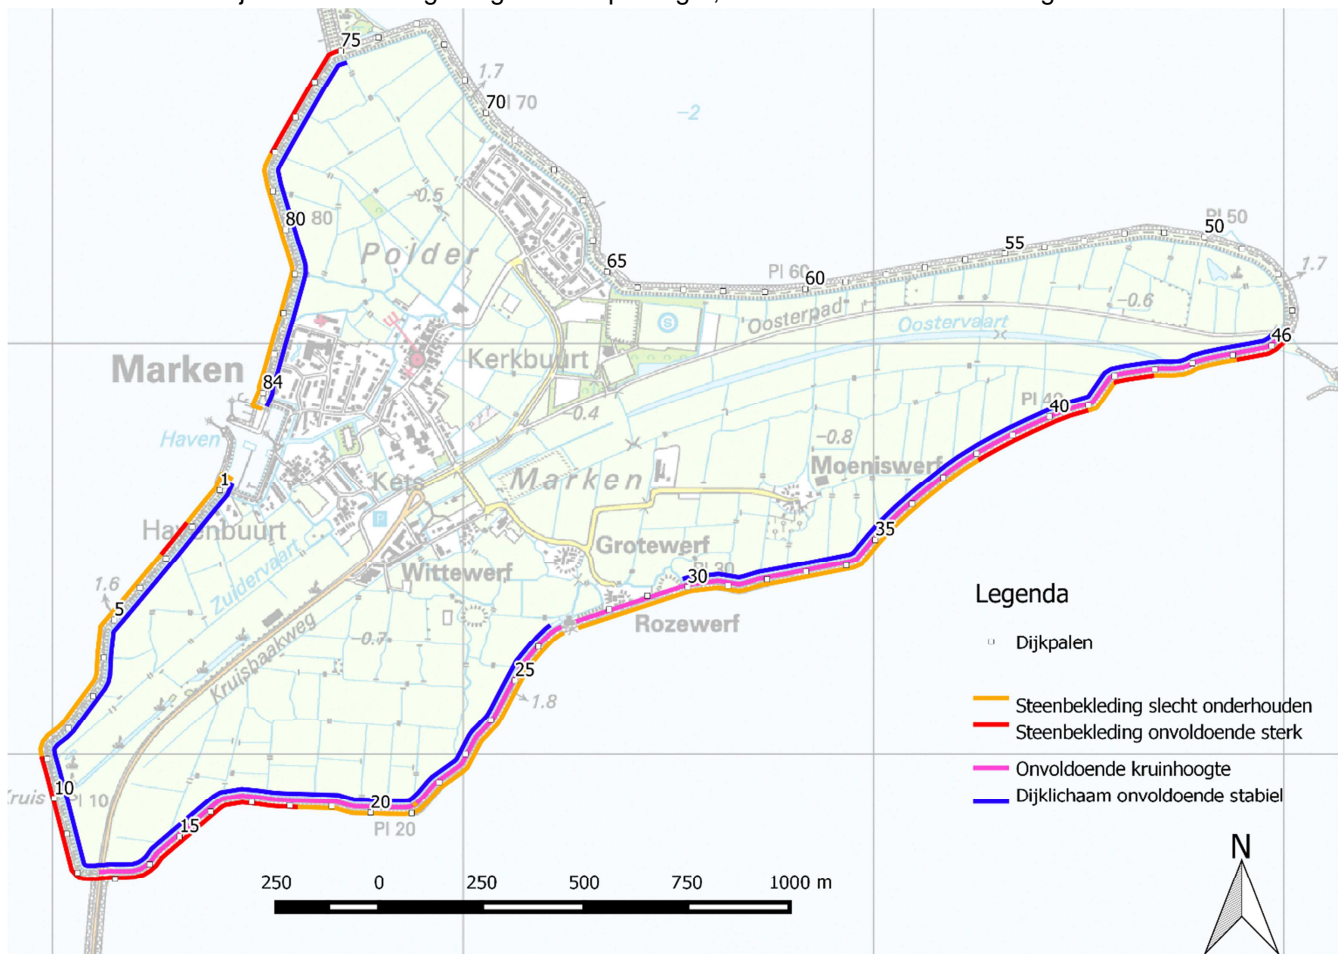 75
1.7
70
Pl 70
-2
-0.5
80
80
Polder
65
Pl 60
60
55
Pl 50
50
1.7
-0.6
Oosterpad
Oostervaart
46
Marken
Kerkbuurt
84
-0.4
Haven
-0.8
Pl 40
40
Moeniswerf
Marken
Kets
1
Havenbuurt
35
Grotewerf
Wittewerf
Zuidervaart
Pl 30
30
1.6
5
Rozewerf
-0.7
Kruisbaakweg
25
1.8
10
Pl 10
Kruis
15
20
Pl 20
Legenda
Dijkpalen
Steenbekleding slecht onderhouden
Steenbekleding onvoldoende sterk
Onvoldoende kruinhoogte
Dijklichaam onvoldoende stabiel
250 0 250 500 750 1000 m
N